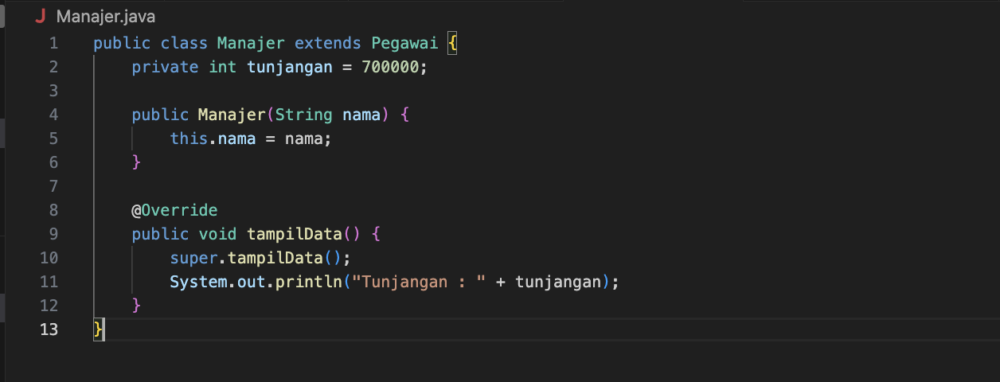 J Manajer.java
1 public class Manajer extends Pegawai {
2     private int tunjangan = 700000;
3
4     public Manajer(String nama) {
5         this.nama = nama;
6     }
7
8     @Override
9     public void tampilData() {
10         super.tampilData();
11         System.out.println("Tunjangan : " + tunjangan);
12     }
13 }